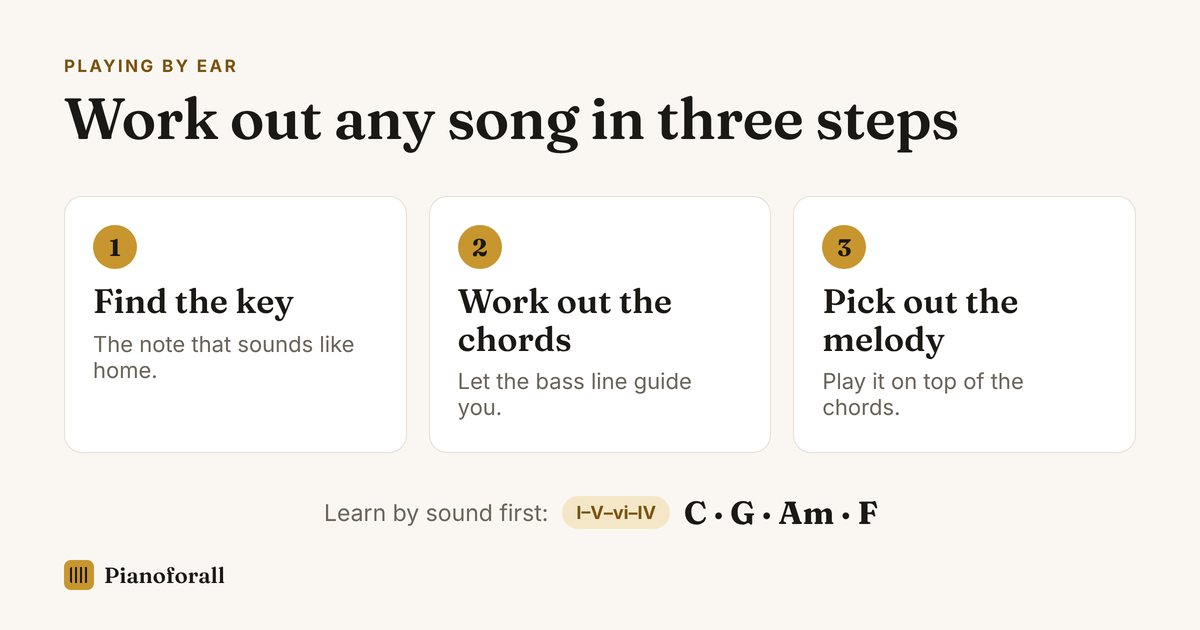 PLAYING BY EAR
Work out any song in three steps
1
Find the key
The note that sounds like
home.
2
Work out the
chords
Let the bass line guide
you.
3
Pick out the
melody
Play it on top of the
chords.
Learn by sound first: I–V–vi–IV C · G · Am · F
Pianoforall